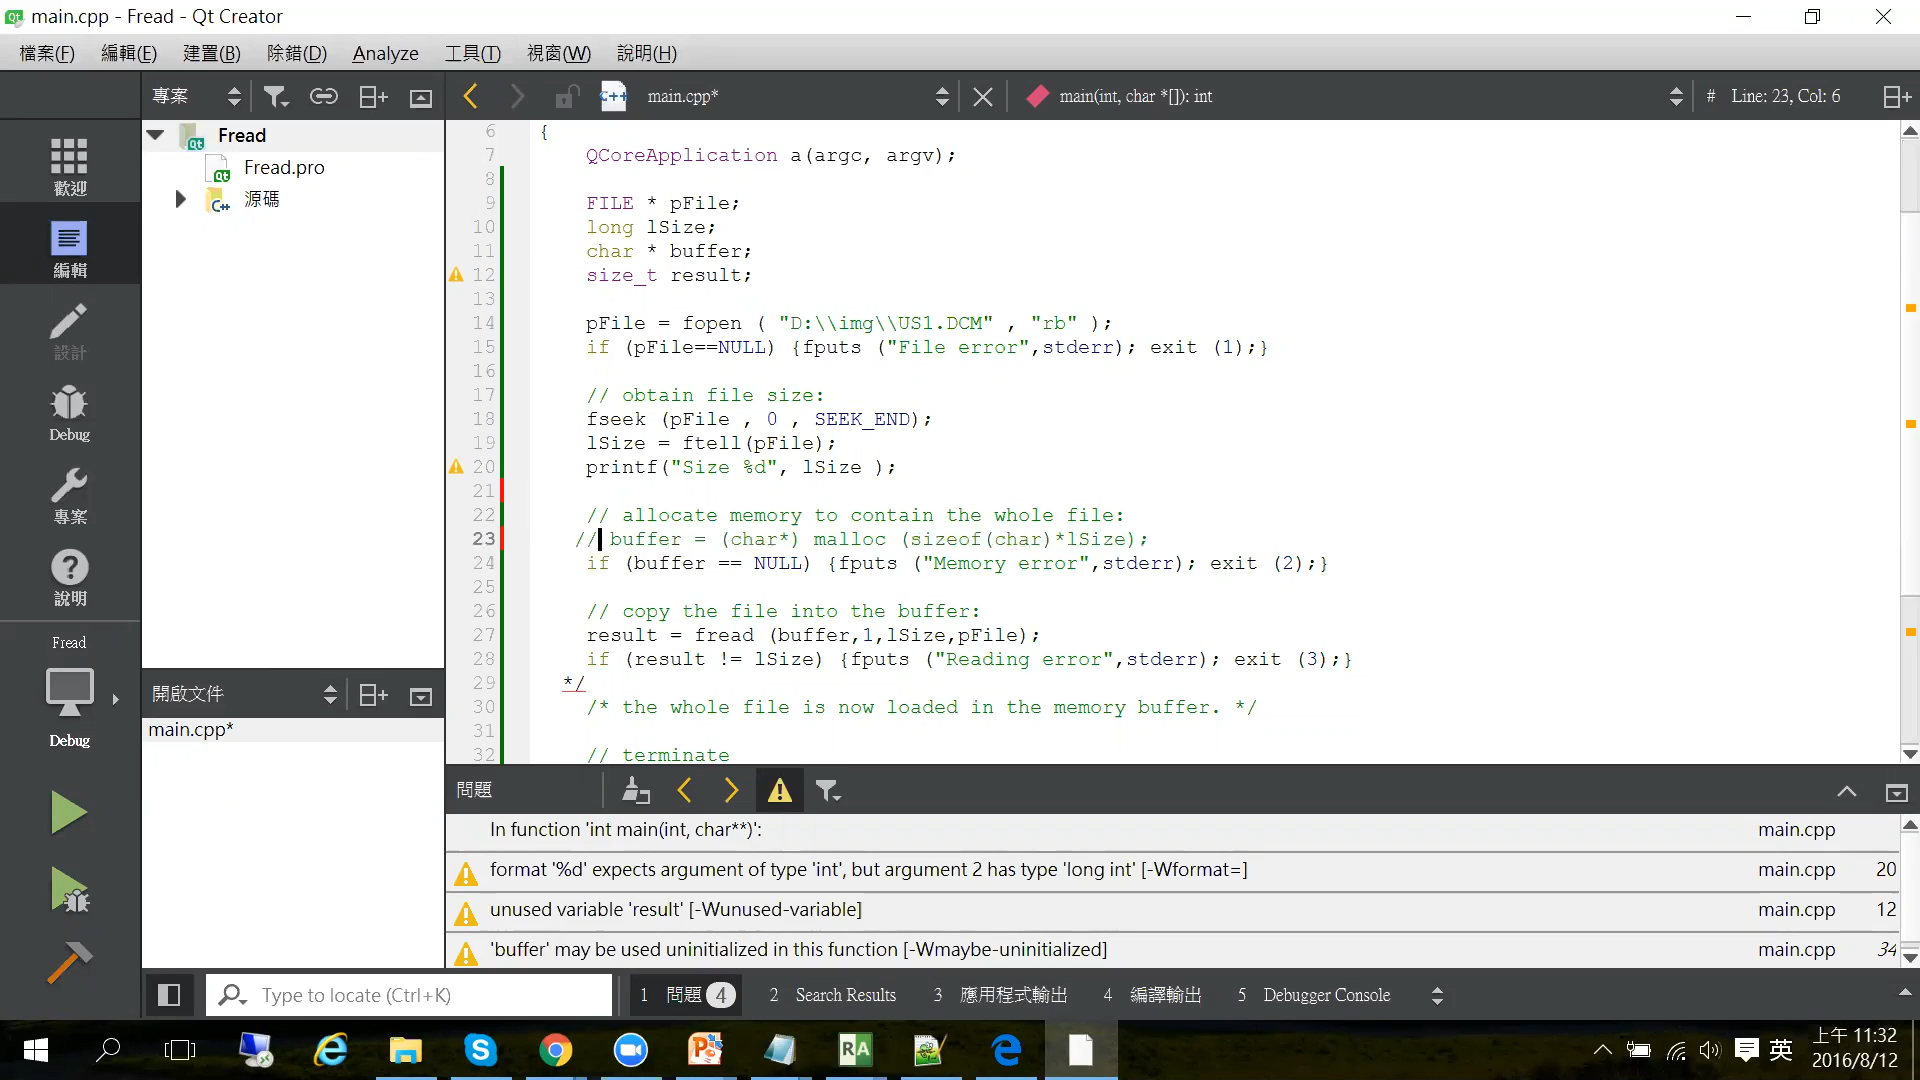 main.cpp - Fread - Qt Creator
檔案(F) 編輯(E) 建置(B) 除錯(D) Analyze 工具(T) 視窗(W) 說明(H)
專案 main.cpp* main(int, char *[]): int # Line: 23, Col: 6
Fread
Fread.pro
源碼
歡迎
編輯
設計
Debug
專案
說明
Fread
Debug
開啟文件
main.cpp*
6 {
7 QCoreApplication a(argc, argv);
8
9 FILE * pFile;
10 long lSize;
11 char * buffer;
12 size_t result;
13
14 pFile = fopen ( "D:\\img\\US1.DCM" , "rb" );
15 if (pFile==NULL) {fputs ("File error",stderr); exit (1);}
16
17 // obtain file size:
18 fseek (pFile , 0 , SEEK_END);
19 lSize = ftell(pFile);
20 printf("Size %d", lSize );
21
22 // allocate memory to contain the whole file:
23 // buffer = (char*) malloc (sizeof(char)*lSize);
24 if (buffer == NULL) {fputs ("Memory error",stderr); exit (2);}
25
26 // copy the file into the buffer:
27 result = fread (buffer,1,lSize,pFile);
28 if (result != lSize) {fputs ("Reading error",stderr); exit (3);}
29 */
30 /* the whole file is now loaded in the memory buffer. */
31
32 // terminate
問題
In function 'int main(int, char**)': main.cpp
format '%d' expects argument of type 'int', but argument 2 has type 'long int' [-Wformat=] main.cpp 20
unused variable 'result' [-Wunused-variable] main.cpp 12
'buffer' may be used uninitialized in this function [-Wmaybe-uninitialized] main.cpp 34
Type to locate (Ctrl+K) 1 問題 4 2 Search Results 3 應用程式輸出 4 編譯輸出 5 Debugger Console
英 上午 11:32
2016/8/12